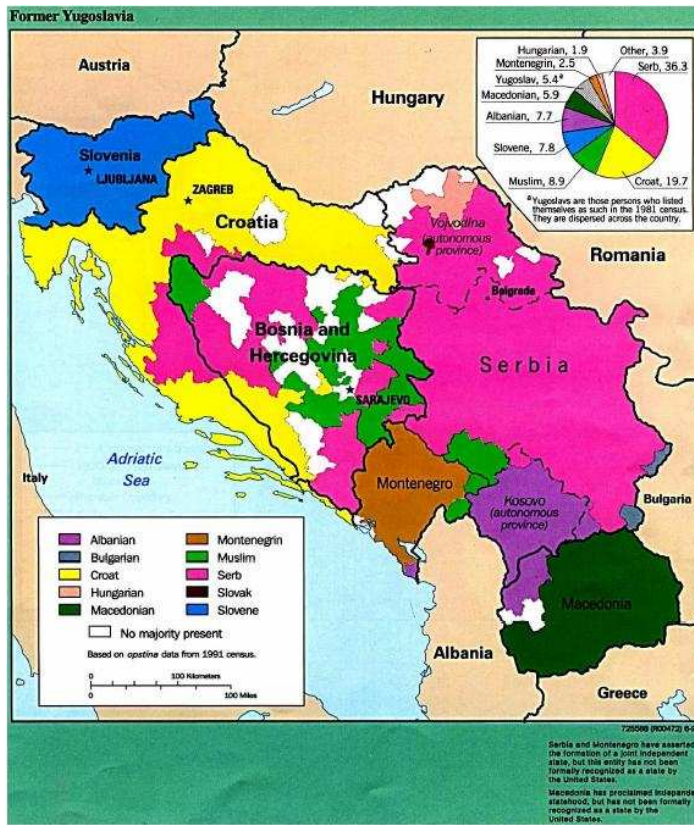 Former Yugoslavia
Austria
Hungary
Hungarian, 1.9
Other, 3.9
Montenegrin, 2.5
Serb, 36.3
Yugoslav, 5.4ª
Macedonian, 5.9
Albanian, 7.7
Slovene, 7.8
Muslim, 8.9
Croat, 19.7
ª Yugoslavs are those persons who listed
themselves as such in the 1981 census.
They are dispersed across the country.
Slovenia
LJUBLJANA
ZAGREB
Croatia
Vojvodina
(autonomous
province)
Romania
Belgrade
Bosnia and
Hercegovina
Serbia
SARAJEVO
Adriatic
Sea
Italy
Montenegro
Kosovo
(autonomous
province)
Bulgaria
Macedonia
Albania
Greece
Albanian
Bulgarian
Croat
Hungarian
Macedonian
Montenegrin
Muslim
Serb
Slovak
Slovene
No majority present
Based on opstina data from 1991 census.
0 100 Kilometers
0 100 Miles
725588 (R00472) 6-
Serbia and Montenegro have asserted
the formation of a joint independent
state, but this entity has not been
formally recognized as a state by
the United States.
Macedonia has proclaimed independe
statehood, but has not been formally
recognized as a state by the
United States.